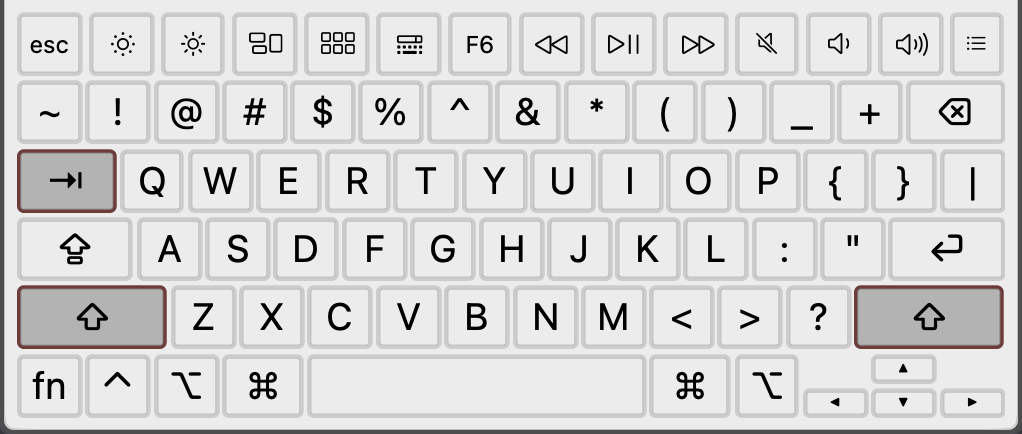 esc F6
~ ! @ # $ % ^ & * ( ) _ +
Q W E R T Y U I O P { } |
A S D F G H J K L : "
Z X C V B N M < > ?
fn ^ ⌥ ⌘ ⌘ ⌥